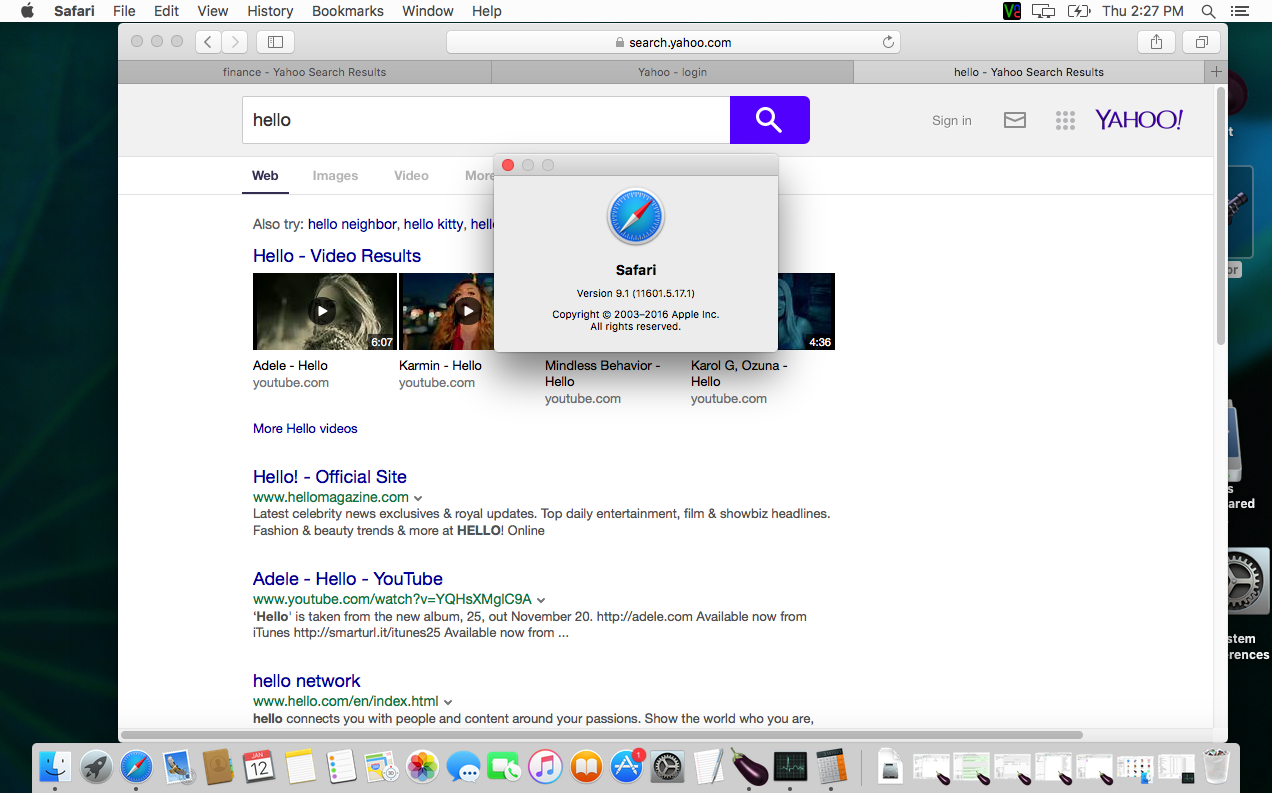 Safari File Edit View History Bookmarks Window Help
Thu 2:27 PM
search.yahoo.com
finance - Yahoo Search Results
Yahoo - login
hello - Yahoo Search Results
hello
Sign in
YAHOO!
Web Images Video More
Also try: hello neighbor, hello kitty,
Hello - Video Results
6:07
4:36
Adele - Hello
youtube.com
Karmin - Hello
youtube.com
Mindless Behavior -
Hello
youtube.com
Karol G, Ozuna -
Hello
youtube.com
More Hello videos
Safari
Version 9.1 (11601.5.17.1)
Copyright © 2003–2016 Apple Inc.
All rights reserved.
Hello! - Official Site
www.hellomagazine.com
Latest celebrity news exclusives & royal updates. Top daily entertainment, film & showbiz headlines.
Fashion & beauty trends & more at HELLO! Online
Adele - Hello - YouTube
www.youtube.com/watch?v=YQHsXMglC9A
'Hello' is taken from the new album, 25, out November 20. http://adele.com Available now from
iTunes http://smarturl.it/itunes25 Available now from ...
hello network
www.hello.com/en/index.html
hello connects you with people and content around your passions. Show the world who you are,
JAN
12
1